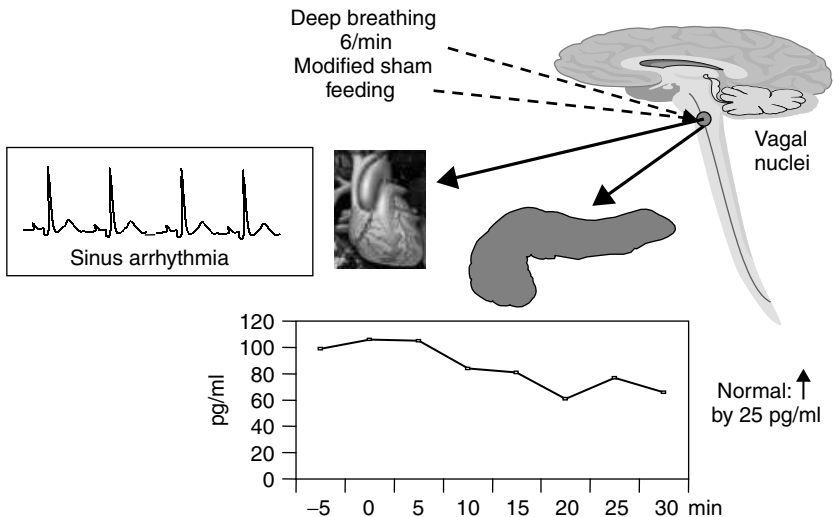 Deep breathing
6/min
Modified sham
feeding
Vagal
nuclei
Sinus arrhythmia
120
100
80
60
40
20
0
pg/ml
–5 0 5 10 15 20 25 30 min
Normal: ↑
by 25 pg/ml